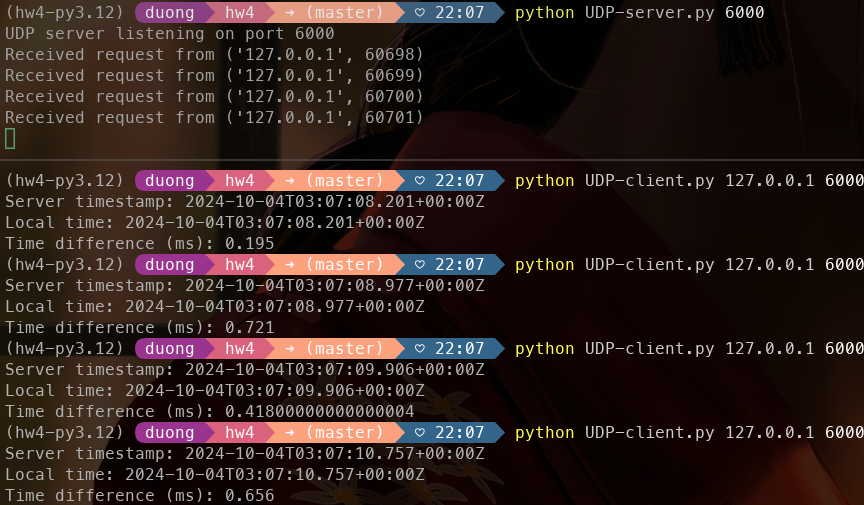 (hw4-py3.12) duong hw4 ➜ (master) ♡ 22:07 python UDP-server.py 6000
UDP server listening on port 6000
Received request from ('127.0.0.1', 60698)
Received request from ('127.0.0.1', 60699)
Received request from ('127.0.0.1', 60700)
Received request from ('127.0.0.1', 60701)
(hw4-py3.12) duong hw4 ➜ (master) ♡ 22:07 python UDP-client.py 127.0.0.1 6000
Server timestamp: 2024-10-04T03:07:08.201+00:00Z
Local time: 2024-10-04T03:07:08.201+00:00Z
Time difference (ms): 0.195
(hw4-py3.12) duong hw4 ➜ (master) ♡ 22:07 python UDP-client.py 127.0.0.1 6000
Server timestamp: 2024-10-04T03:07:08.977+00:00Z
Local time: 2024-10-04T03:07:08.977+00:00Z
Time difference (ms): 0.721
(hw4-py3.12) duong hw4 ➜ (master) ♡ 22:07 python UDP-client.py 127.0.0.1 6000
Server timestamp: 2024-10-04T03:07:09.906+00:00Z
Local time: 2024-10-04T03:07:09.906+00:00Z
Time difference (ms): 0.41800000000000004
(hw4-py3.12) duong hw4 ➜ (master) ♡ 22:07 python UDP-client.py 127.0.0.1 6000
Server timestamp: 2024-10-04T03:07:10.757+00:00Z
Local time: 2024-10-04T03:07:10.757+00:00Z
Time difference (ms): 0.656